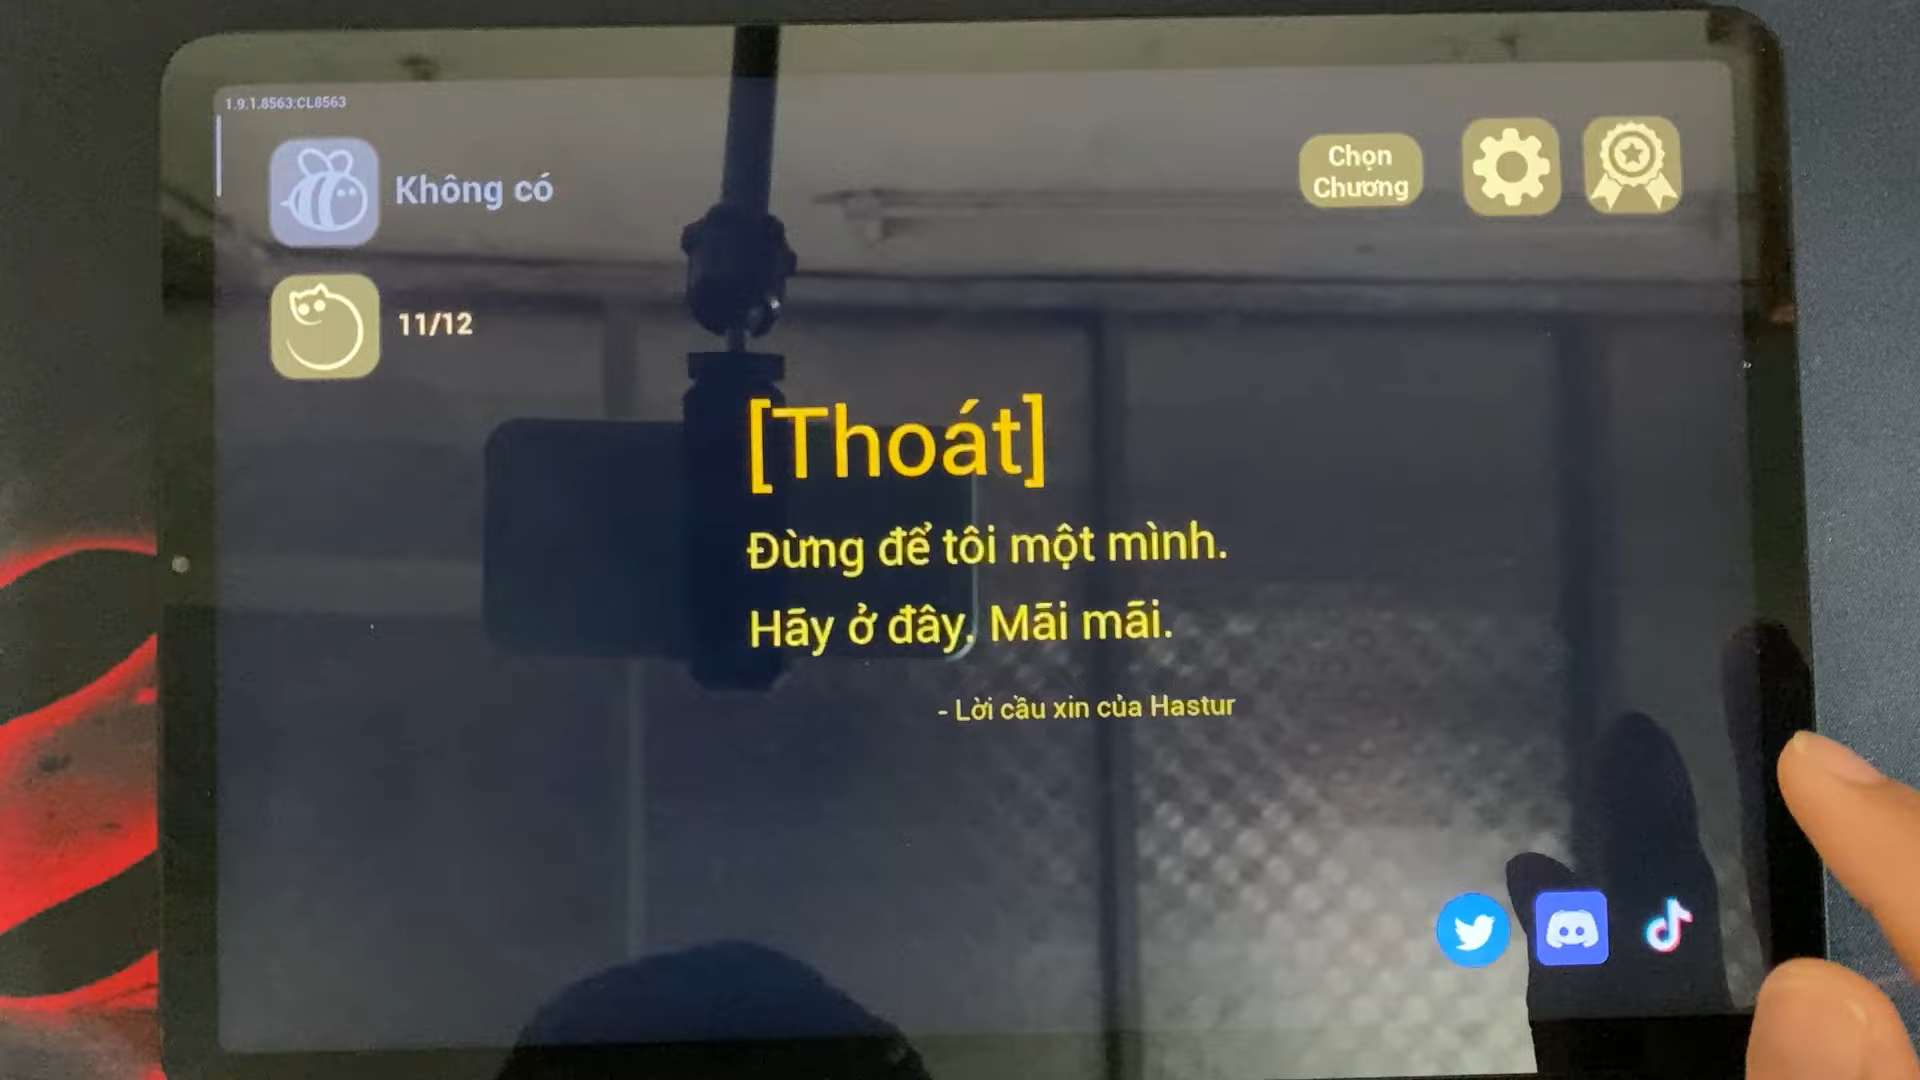 1.9.1.8563:CL8563
Không có
Chọn
Chương
11/12
[Thoát]
Đừng để tôi một mình.
Hãy ở đây. Mãi mãi.
- Lời cầu xin của Hastur